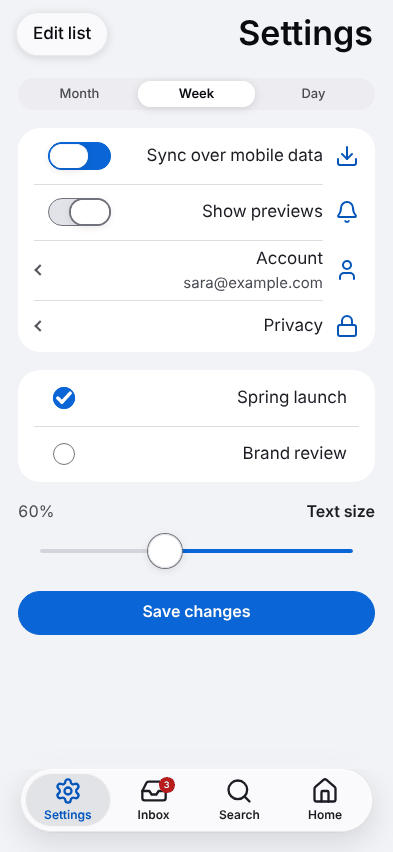 Settings
Edit list
Day
Week
Month
Sync over mobile data
Show previews
Account
sara@example.com
Privacy
Spring launch
Brand review
Text size
60%
Save changes
Home
Search
Inbox
3
Settings